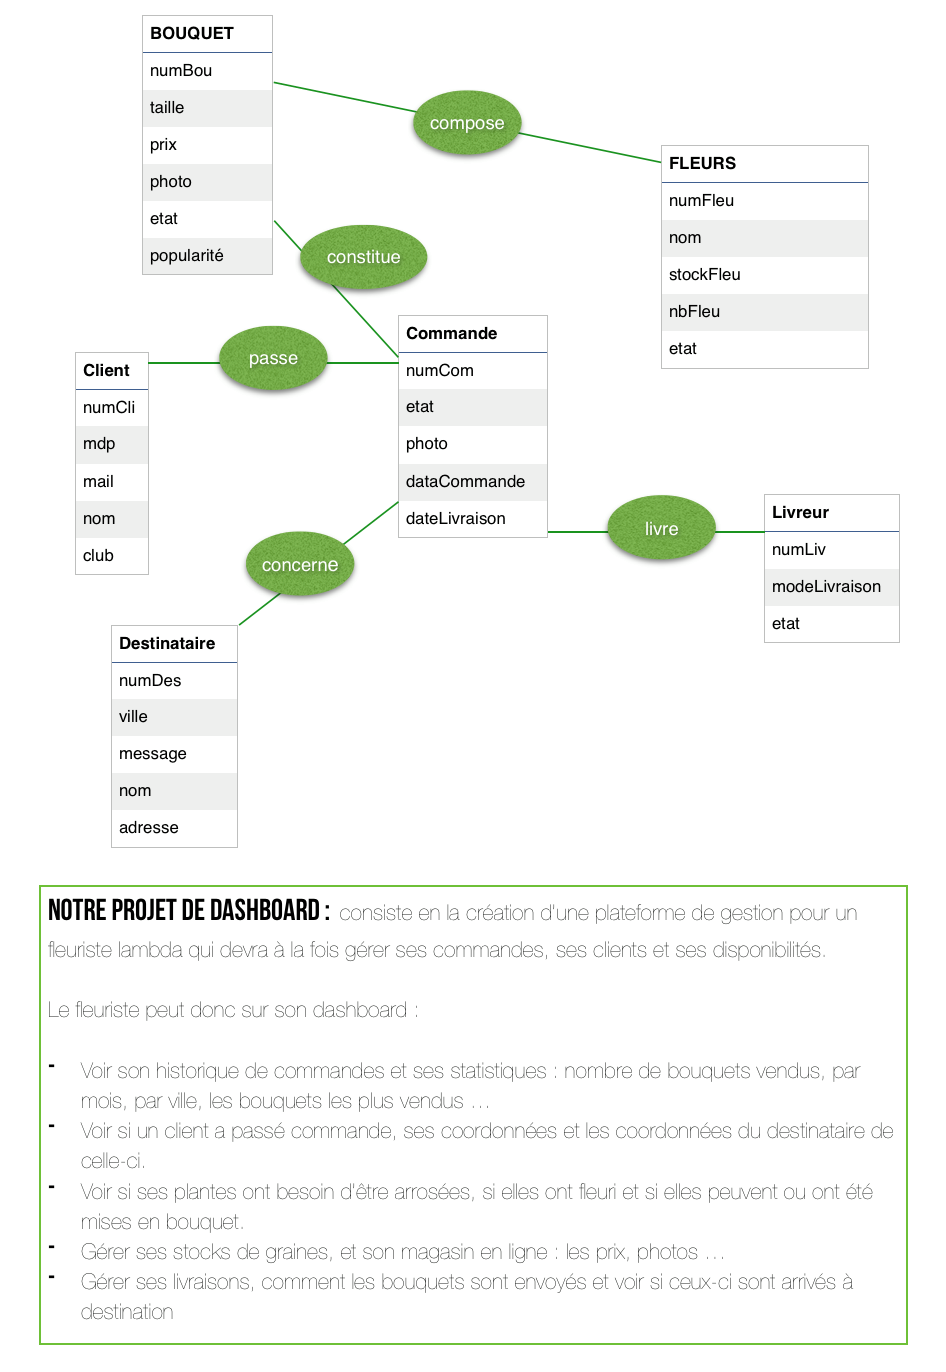 BOUQUET
numBou
taille
prix
photo
etat
popularité
compose
FLEURS
numFleu
nom
stockFleu
nbFleu
etat
constitue
passe
Commande
numCom
etat
photo
dataCommande
dateLivraison
Client
numCli
mdp
mail
nom
club
livre
Livreur
numLiv
modeLivraison
etat
concerne
Destinataire
numDes
ville
message
nom
adresse
NOTRE PROJET DE DASHBOARD : consiste en la création d'une plateforme de gestion pour un
fleuriste lambda qui devra à la fois gérer ses commandes, ses clients et ses disponibilités.
Le fleuriste peut donc sur son dashboard :
- Voir son historique de commandes et ses statistiques : nombre de bouquets vendus, par
mois, par ville, les bouquets les plus vendus …
- Voir si un client a passé commande, ses coordonnées et les coordonnées du destinataire de
celle-ci.
- Voir si ses plantes ont besoin d'être arrosées, si elles ont fleuri et si elles peuvent ou ont été
mises en bouquet.
- Gérer ses stocks de graines, et son magasin en ligne : les prix, photos …
- Gérer ses livraisons, comment les bouquets sont envoyés et voir si ceux-ci sont arrivés à
destination